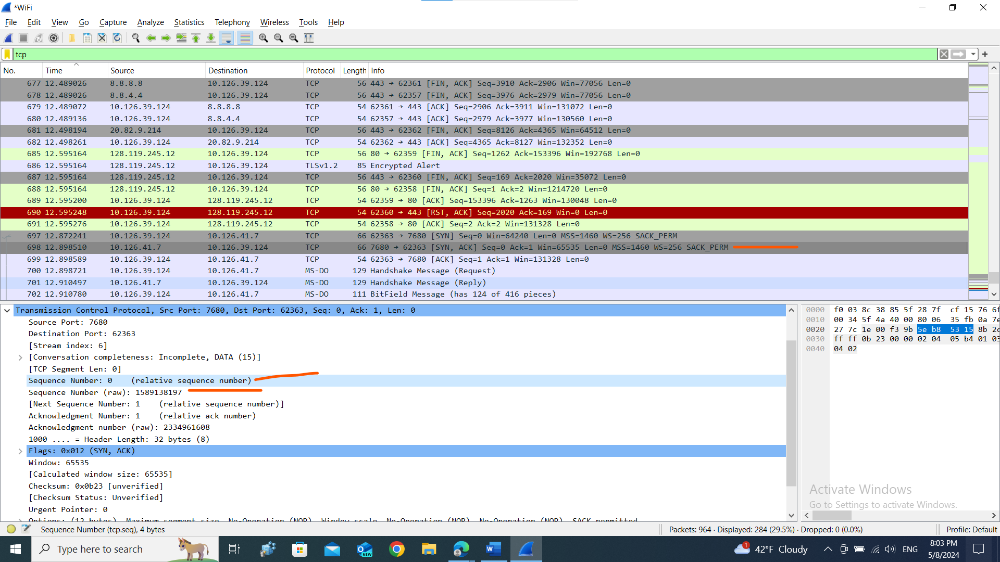 *WiFi
File Edit View Go Capture Analyze Statistics Telephony Wireless Tools Help
tcp
No. Time Source Destination Protocol Length Info
677 12.489026 8.8.8.8 10.126.39.124 TCP 56 443 → 62361 [FIN, ACK] Seq=3910 Ack=2906 Win=77056 Len=0
678 12.489026 8.8.4.4 10.126.39.124 TCP 56 443 → 62357 [FIN, ACK] Seq=3976 Ack=2979 Win=77056 Len=0
679 12.489072 10.126.39.124 8.8.8.8 TCP 54 62361 → 443 [ACK] Seq=2906 Ack=3911 Win=131072 Len=0
680 12.489136 10.126.39.124 8.8.4.4 TCP 54 62357 → 443 [ACK] Seq=2979 Ack=3977 Win=130560 Len=0
681 12.498194 20.82.9.214 10.126.39.124 TCP 56 443 → 62362 [FIN, ACK] Seq=8126 Ack=4365 Win=64512 Len=0
682 12.498261 10.126.39.124 20.82.9.214 TCP 54 62362 → 443 [ACK] Seq=4365 Ack=8127 Win=132352 Len=0
685 12.595164 128.119.245.12 10.126.39.124 TCP 56 80 → 62359 [FIN, ACK] Seq=1262 Ack=153396 Win=192768 Len=0
686 12.595164 128.119.245.12 10.126.39.124 TLSv1.2 85 Encrypted Alert
687 12.595164 128.119.245.12 10.126.39.124 TCP 56 443 → 62360 [FIN, ACK] Seq=169 Ack=2020 Win=35072 Len=0
688 12.595164 128.119.245.12 10.126.39.124 TCP 56 80 → 62358 [FIN, ACK] Seq=1 Ack=2 Win=1214720 Len=0
689 12.595200 10.126.39.124 128.119.245.12 TCP 54 62359 → 80 [ACK] Seq=153396 Ack=1263 Win=130048 Len=0
690 12.595248 10.126.39.124 128.119.245.12 TCP 54 62360 → 443 [RST, ACK] Seq=2020 Ack=169 Win=0 Len=0
691 12.595276 10.126.39.124 128.119.245.12 TCP 54 62358 → 80 [ACK] Seq=2 Ack=2 Win=131328 Len=0
697 12.872241 10.126.39.124 10.126.41.7 TCP 66 62363 → 7680 [SYN] Seq=0 Win=64240 Len=0 MSS=1460 WS=256 SACK_PERM
698 12.898510 10.126.41.7 10.126.39.124 TCP 66 7680 → 62363 [SYN, ACK] Seq=0 Ack=1 Win=65535 Len=0 MSS=1460 WS=256 SACK_PERM
699 12.898589 10.126.39.124 10.126.41.7 TCP 54 62363 → 7680 [ACK] Seq=1 Ack=1 Win=131328 Len=0
700 12.898721 10.126.39.124 10.126.41.7 MS-DO 129 Handshake Message (Request)
701 12.910497 10.126.41.7 10.126.39.124 MS-DO 129 Handshake Message (Reply)
702 12.910780 10.126.39.124 10.126.41.7 MS-DO 111 BitField Message (has 124 of 416 pieces)
Transmission Control Protocol, Src Port: 7680, Dst Port: 62363, Seq: 0, Ack: 1, Len: 0
Source Port: 7680
Destination Port: 62363
[Stream index: 6]
[Conversation completeness: Incomplete, DATA (15)]
[TCP Segment Len: 0]
Sequence Number: 0 (relative sequence number)
Sequence Number (raw): 1589138197
[Next Sequence Number: 1 (relative sequence number)]
Acknowledgment Number: 1 (relative ack number)
Acknowledgment number (raw): 2334961608
1000 .... = Header Length: 32 bytes (8)
Flags: 0x012 (SYN, ACK)
Window: 65535
[Calculated window size: 65535]
Checksum: 0x0b23 [unverified]
[Checksum Status: Unverified]
Urgent Pointer: 0
Options: (12 bytes), Maximum segment size, No-Operation (NOP), Window scale, No-Operation (NOP), No-Operation (NOP), SACK permitted
0000 f0 03 8c 38 85 5f 28 7f cf 15 76 6f
0010 00 34 5f 4a 40 00 80 06 35 fb 0a 7e
0020 27 7c 1e 00 f3 9b 5e b8 53 15 8b 2c
0030 ff ff 0b 23 00 00 02 04 05 b4 01 03
0040 04 02
Activate Windows
Go to Settings to activate Windows.
Sequence Number (tcp.seq), 4 bytes
Packets: 964 · Displayed: 284 (29.5%) · Dropped: 0 (0.0%)
Profile: Default
Type here to search
NEW
1
42°F Cloudy
ENG
8:03 PM
5/8/2024